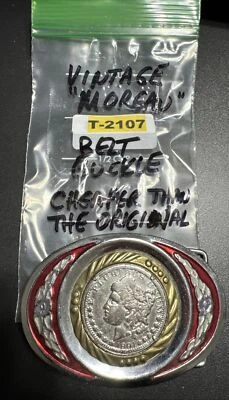 VINTAGE
"MOREAU"
T-2107
BELT
BUCKLE
CHEAPER THAN
THE ORIGINAL